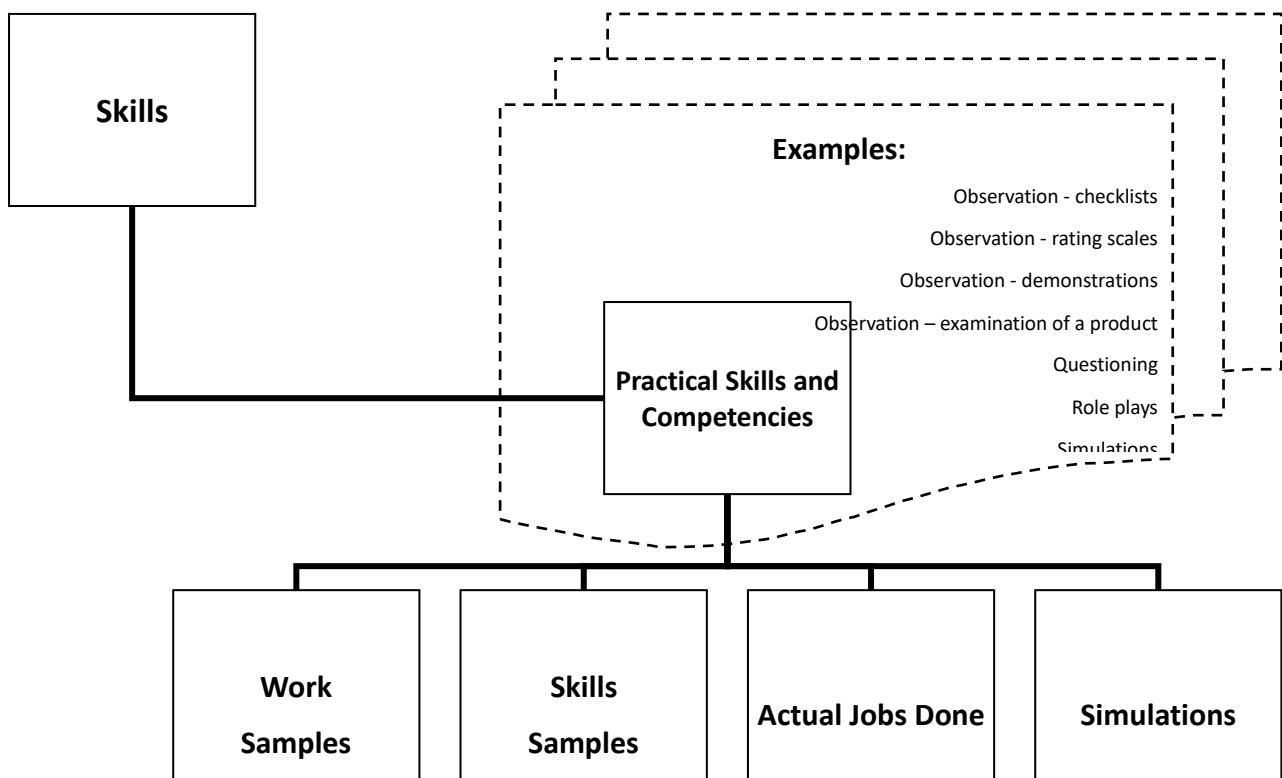 Skills
Examples:
Observation - checklists
Observation - rating scales
Observation - demonstrations
Observation – examination of a product
Questioning
Role plays
Simulations
Practical Skills and
Competencies
Work
Samples
Skills
Samples
Actual Jobs Done
Simulations